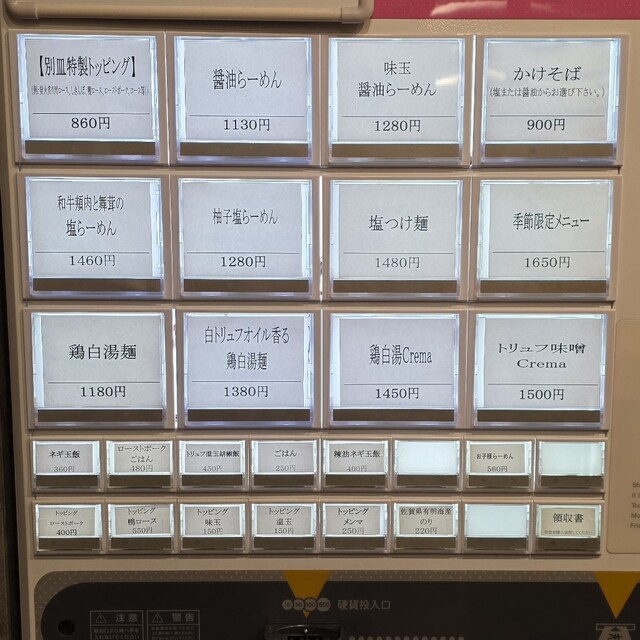 【別皿特製トッピング】
860円
醤油らーめん
1130円
味玉
醤油らーめん
1280円
かけそば
(塩または醤油からお選び下さい。)
900円
和牛頬肉と舞茸の
塩らーめん
1460円
柚子塩らーめん
1280円
塩つけ麺
1480円
季節限定メニュー
1650円
鶏白湯麺
1180円
白トリュフオイル香る
鶏白湯麺
1380円
鶏白湯Crema
1450円
トリュフ味噌
Crema
1500円
ネギ玉飯
360円
ローストポーク
ごはん
480円
トリュフ温玉胡椒飯
450円
ごはん
250円
辣油ネギ玉飯
400円
お子様らーめん
560円
トッピング
ローストポーク
400円
トッピング
鴨ロース
550円
トッピング
味玉
150円
トッピング
温玉
150円
トッピング
メンマ
250円
佐賀県有明海産
のり
220円
領収書
硬貨投入口
注意
警告